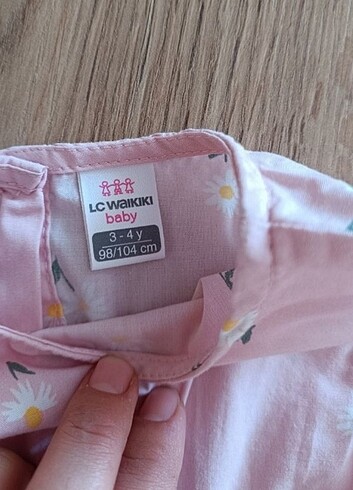 LC WAIKIKI
baby
3 - 4 y
98/104 cm